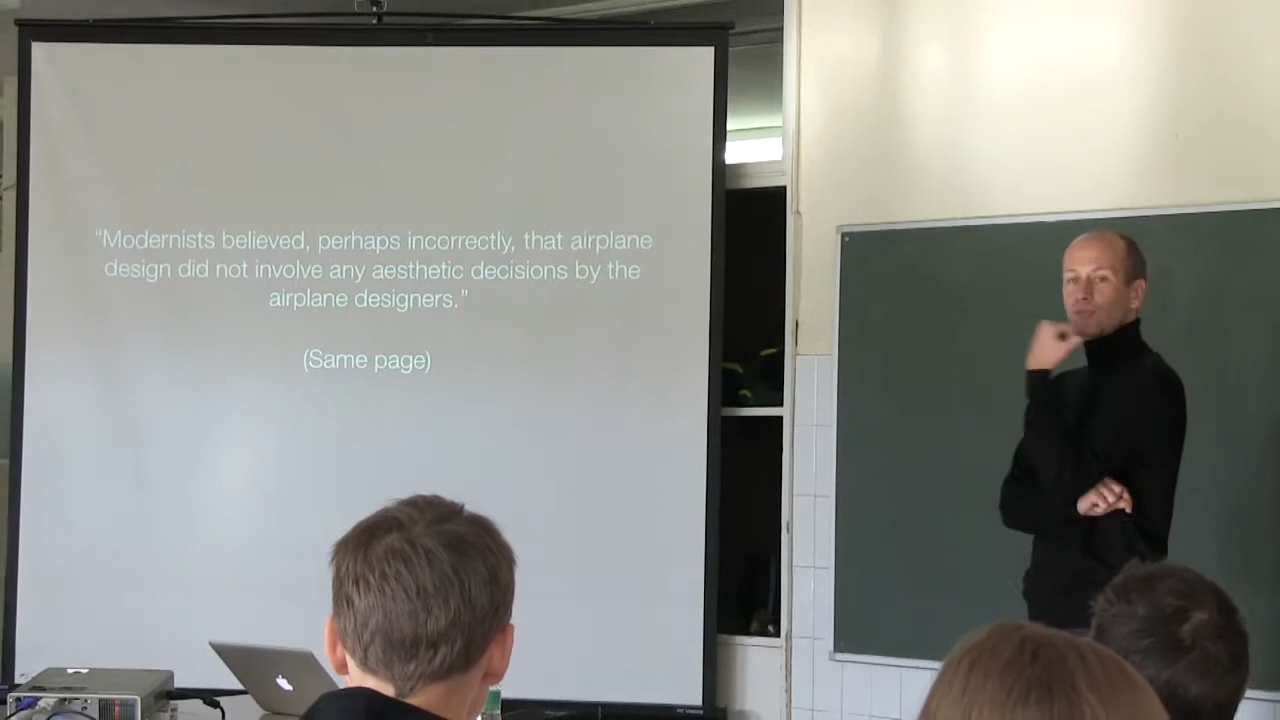 “Modernists believed, perhaps incorrectly, that airplane
design did not involve any aesthetic decisions by the
airplane designers.”
(Same page)